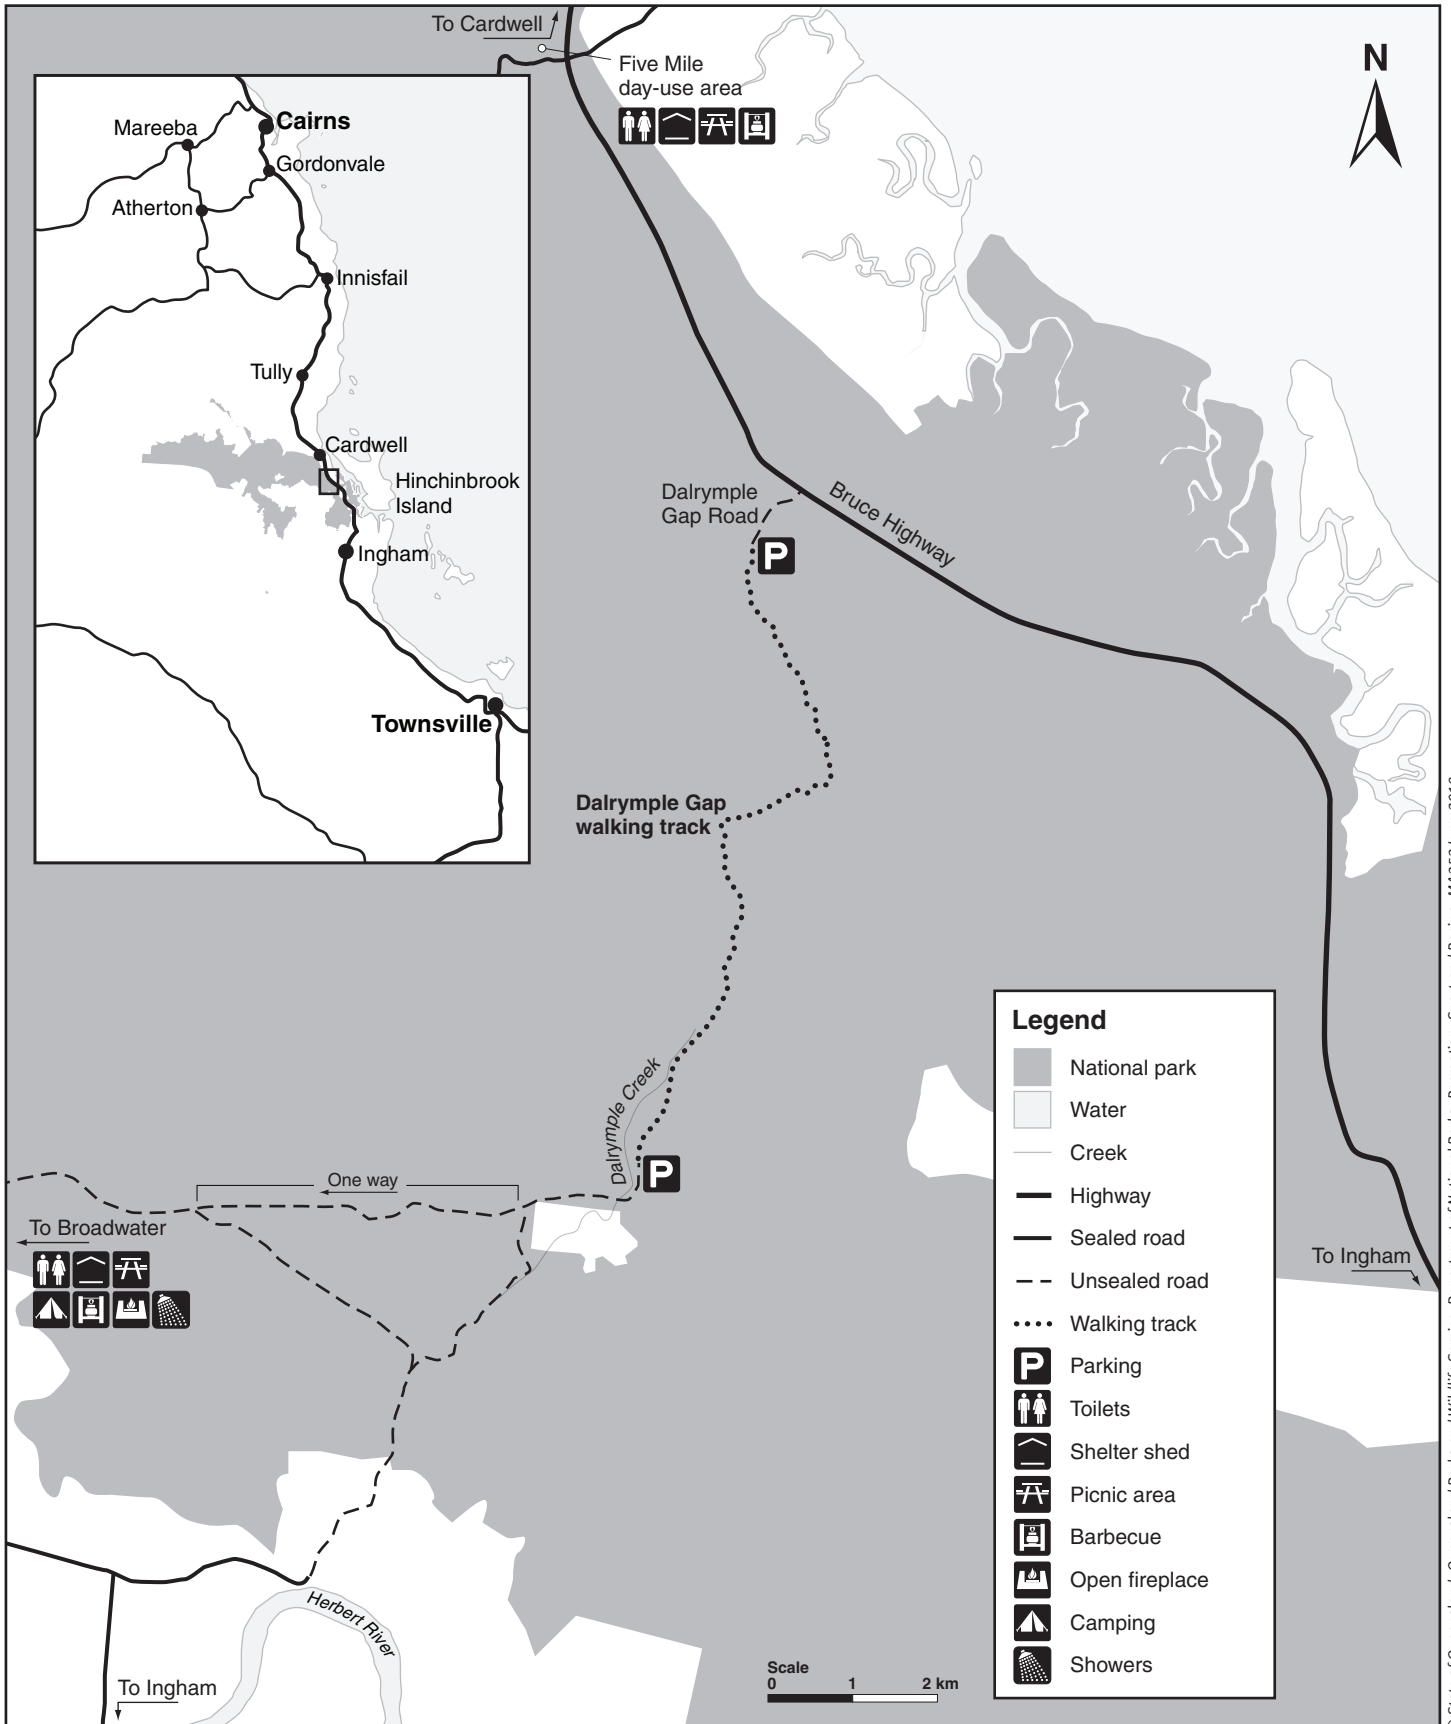 To Cardwell
Five Mile
day-use area
N
Cairns
Mareeba
Gordonvale
Atherton
Innisfail
Tully
Cardwell
Hinchinbrook
Island
Ingham
Townsville
Dalrymple
Gap Road
P
Bruce Highway
Dalrymple Gap
walking track
Dalrymple Creek
P
One way
To Broadwater
To Ingham
Legend
National park
Water
Creek
Highway
Sealed road
Unsealed road
Walking track
P Parking
Toilets
Shelter shed
Picnic area
Barbecue
Open fireplace
Camping
Showers
Herbert River
To Ingham
Scale
0 1 2 km